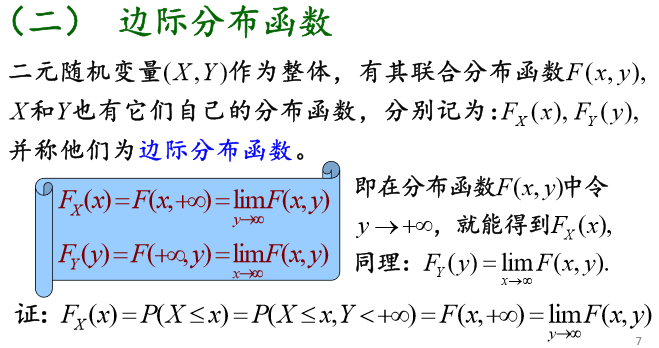 （二） 边际分布函数
二元随机变量(X,Y)作为整体，有其联合分布函数F(x,y),
X和Y也有它们自己的分布函数，分别记为:F_X(x), F_Y(y),
并称他们为边际分布函数。
F_X(x)=F(x,+∞)=lim_{y→∞}F(x,y)
F_Y(y)=F(+∞,y)=lim_{x→∞}F(x,y)
即在分布函数F(x,y)中令
y→+∞，就能得到F_X(x),
同理：F_Y(y)=lim_{x→∞}F(x,y).
证：F_X(x)=P(X≤x)=P(X≤x,Y<+∞)=F(x,+∞)=lim_{y→∞}F(x,y)
7